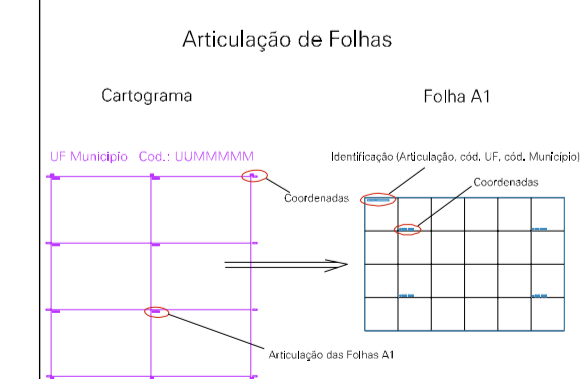 Articulação de Folhas
Cartograma
Folha A1
UF Municipio Cod.: UUMMMMM
Identificação (Articulação, cód. UF, cód. Município)
Coordenadas
Coordenadas
Articulação das Folhas A1